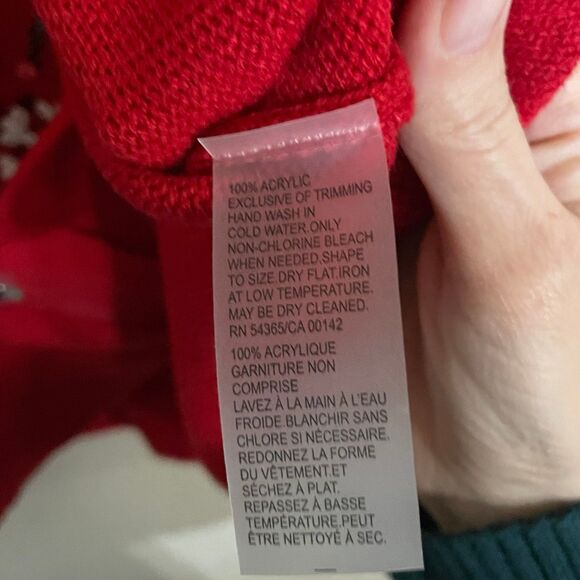 100% ACRYLIC
EXCLUSIVE OF TRIMMING
HAND WASH IN
COLD WATER.ONLY
NON-CHLORINE BLEACH
WHEN NEEDED.SHAPE
TO SIZE.DRY FLAT.IRON
AT LOW TEMPERATURE.
MAY BE DRY CLEANED.
RN 54365/CA 00142
100% ACRYLIQUE
GARNITURE NON
COMPRISE
LAVEZ À LA MAIN À L'EAU
FROIDE.BLANCHIR SANS
CHLORE SI NÉCESSAIRE.
REDONNEZ LA FORME
DU VÊTEMENT.ET
SÉCHEZ À PLAT.
REPASSEZ À BASSE
TEMPÉRATURE.PEUT
ÊTRE NETTOYÉ À SEC.